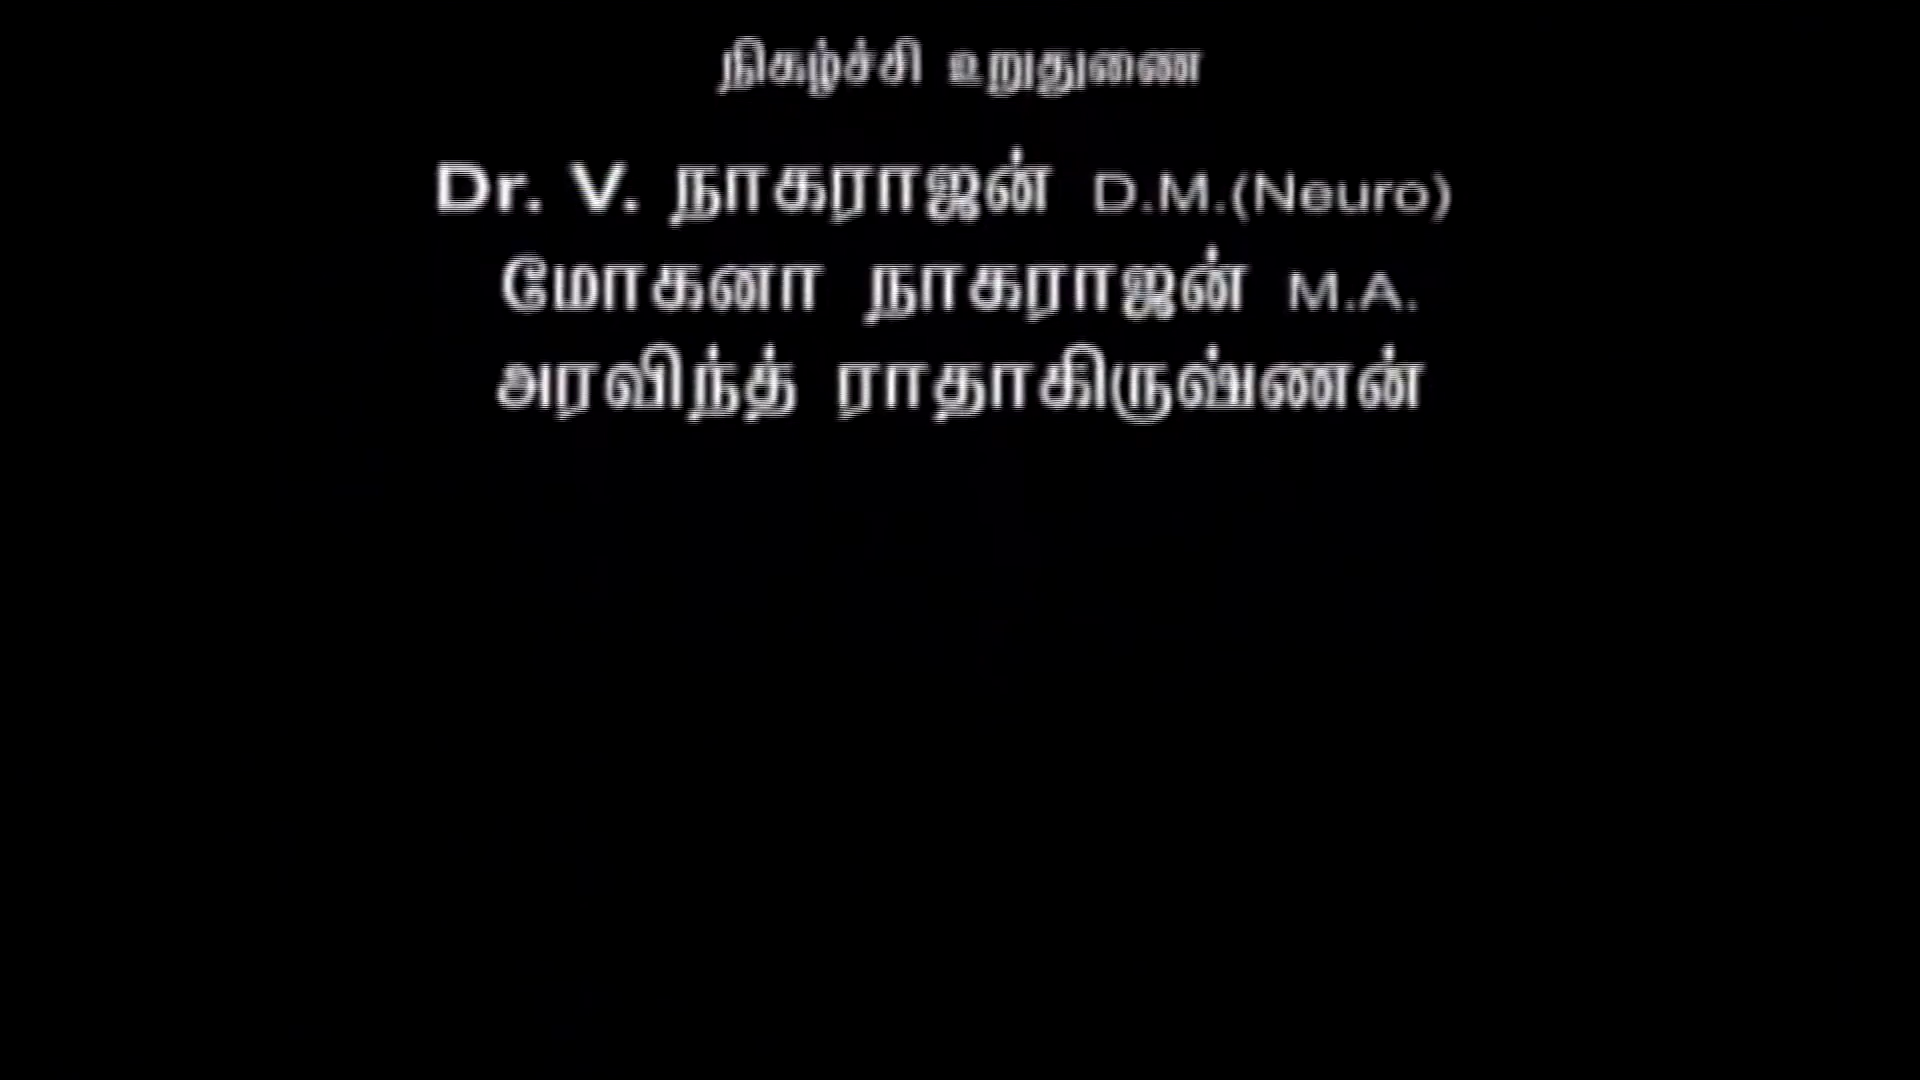 நிகழ்ச்சி உறுதுணை
Dr. V. நாகராஜன் D.M.(Neuro)
மோகனா நாகராஜன் M.A.
அரவிந்த் ராதாகிருஷ்ணன்